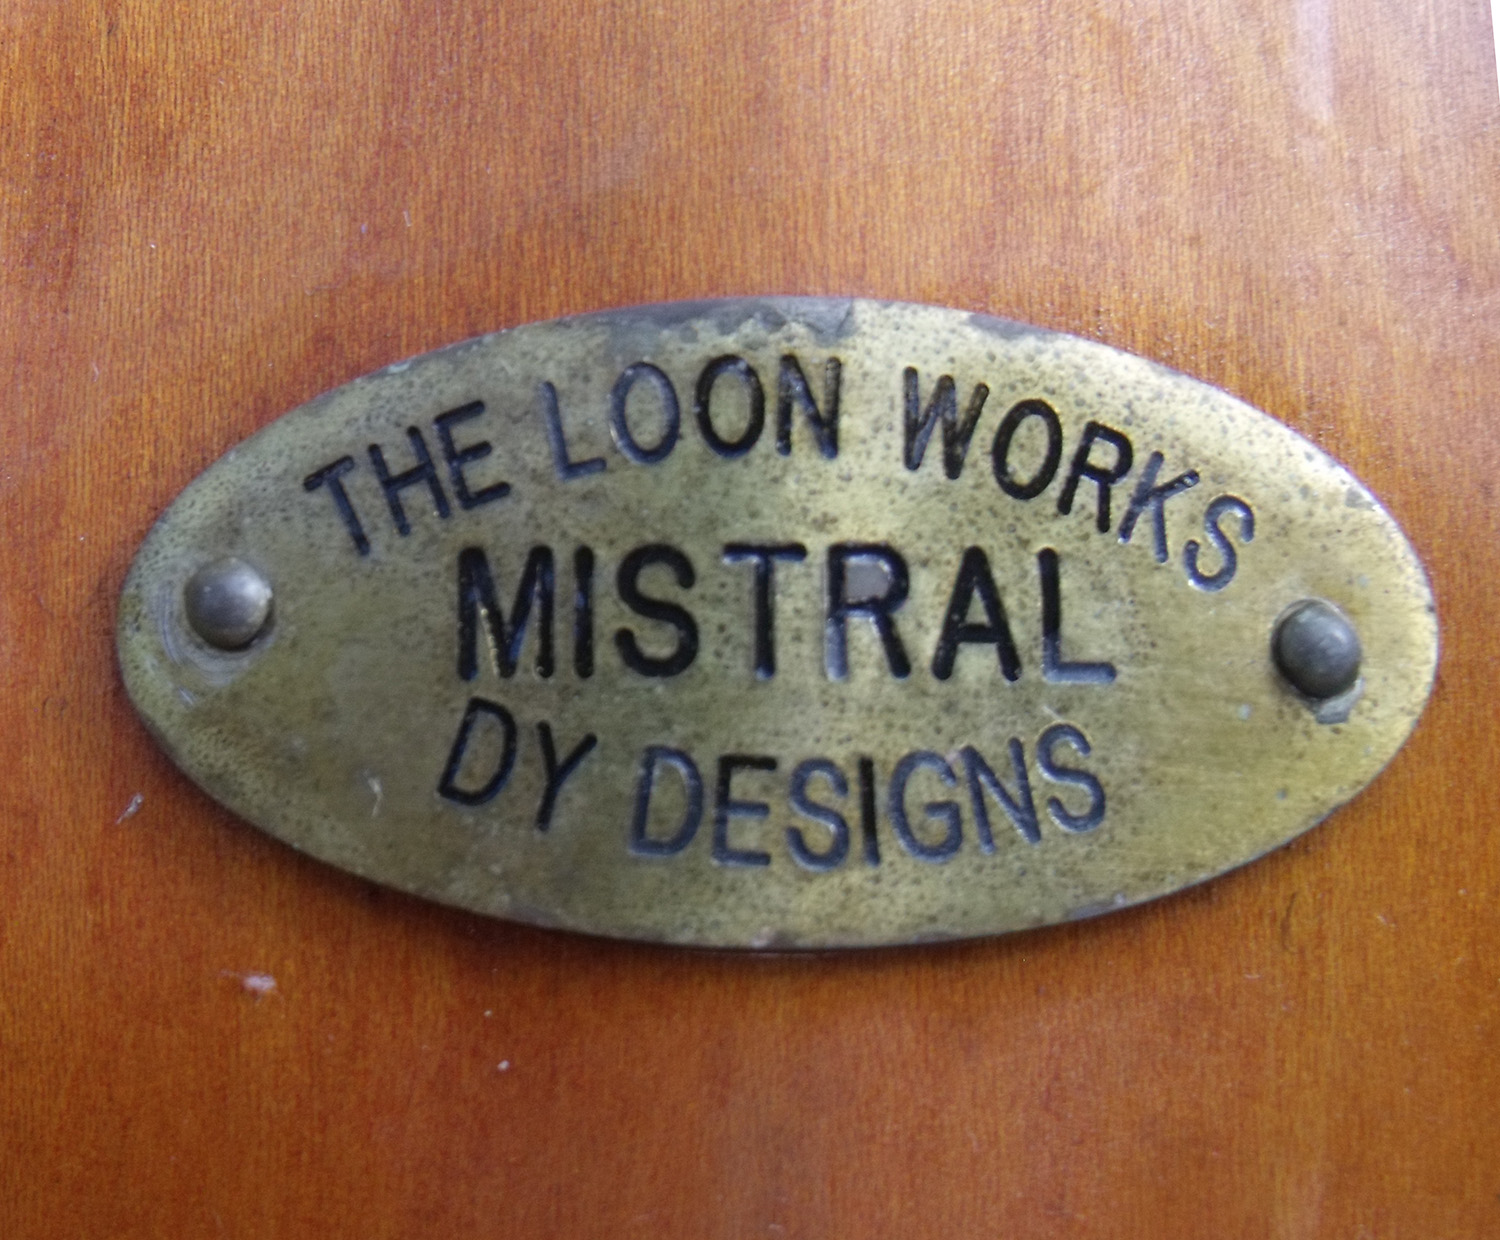 THE LOON WORKS
MISTRAL
DY DESIGNS